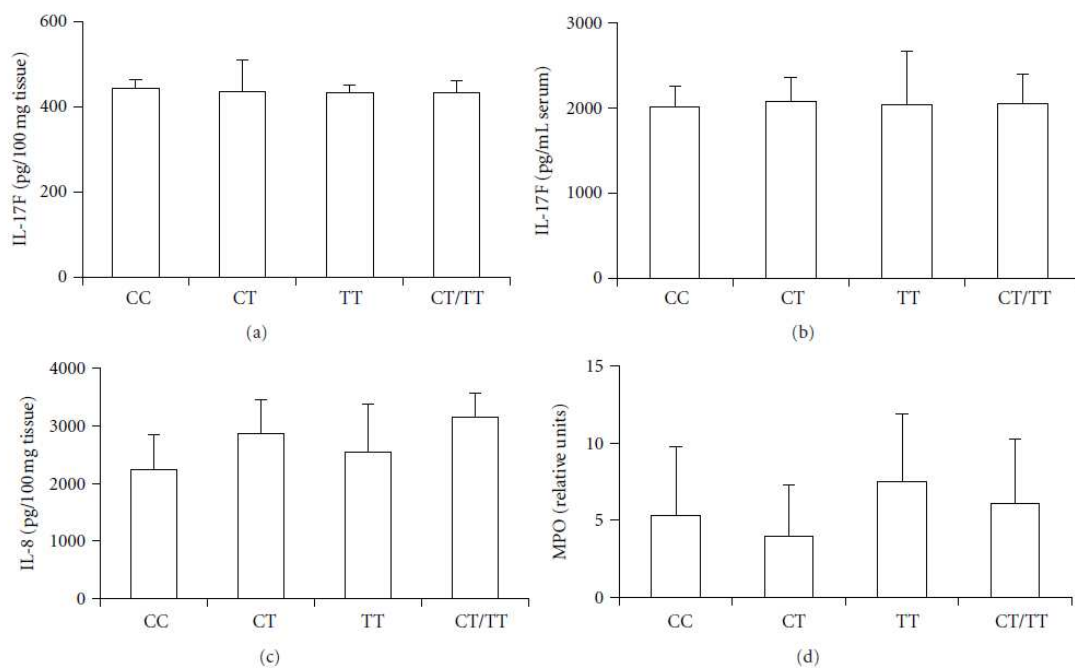 600
400
200
0
IL-17F (pg/100 mg tissue)
CC CT TT CT/TT
(a)
3000
2000
1000
0
IL-17F (pg/mL serum)
CC CT TT CT/TT
(b)
4000
3000
2000
1000
0
IL-8 (pg/100 mg tissue)
CC CT TT CT/TT
(c)
15
10
5
0
MPO (relative units)
CC CT TT CT/TT
(d)